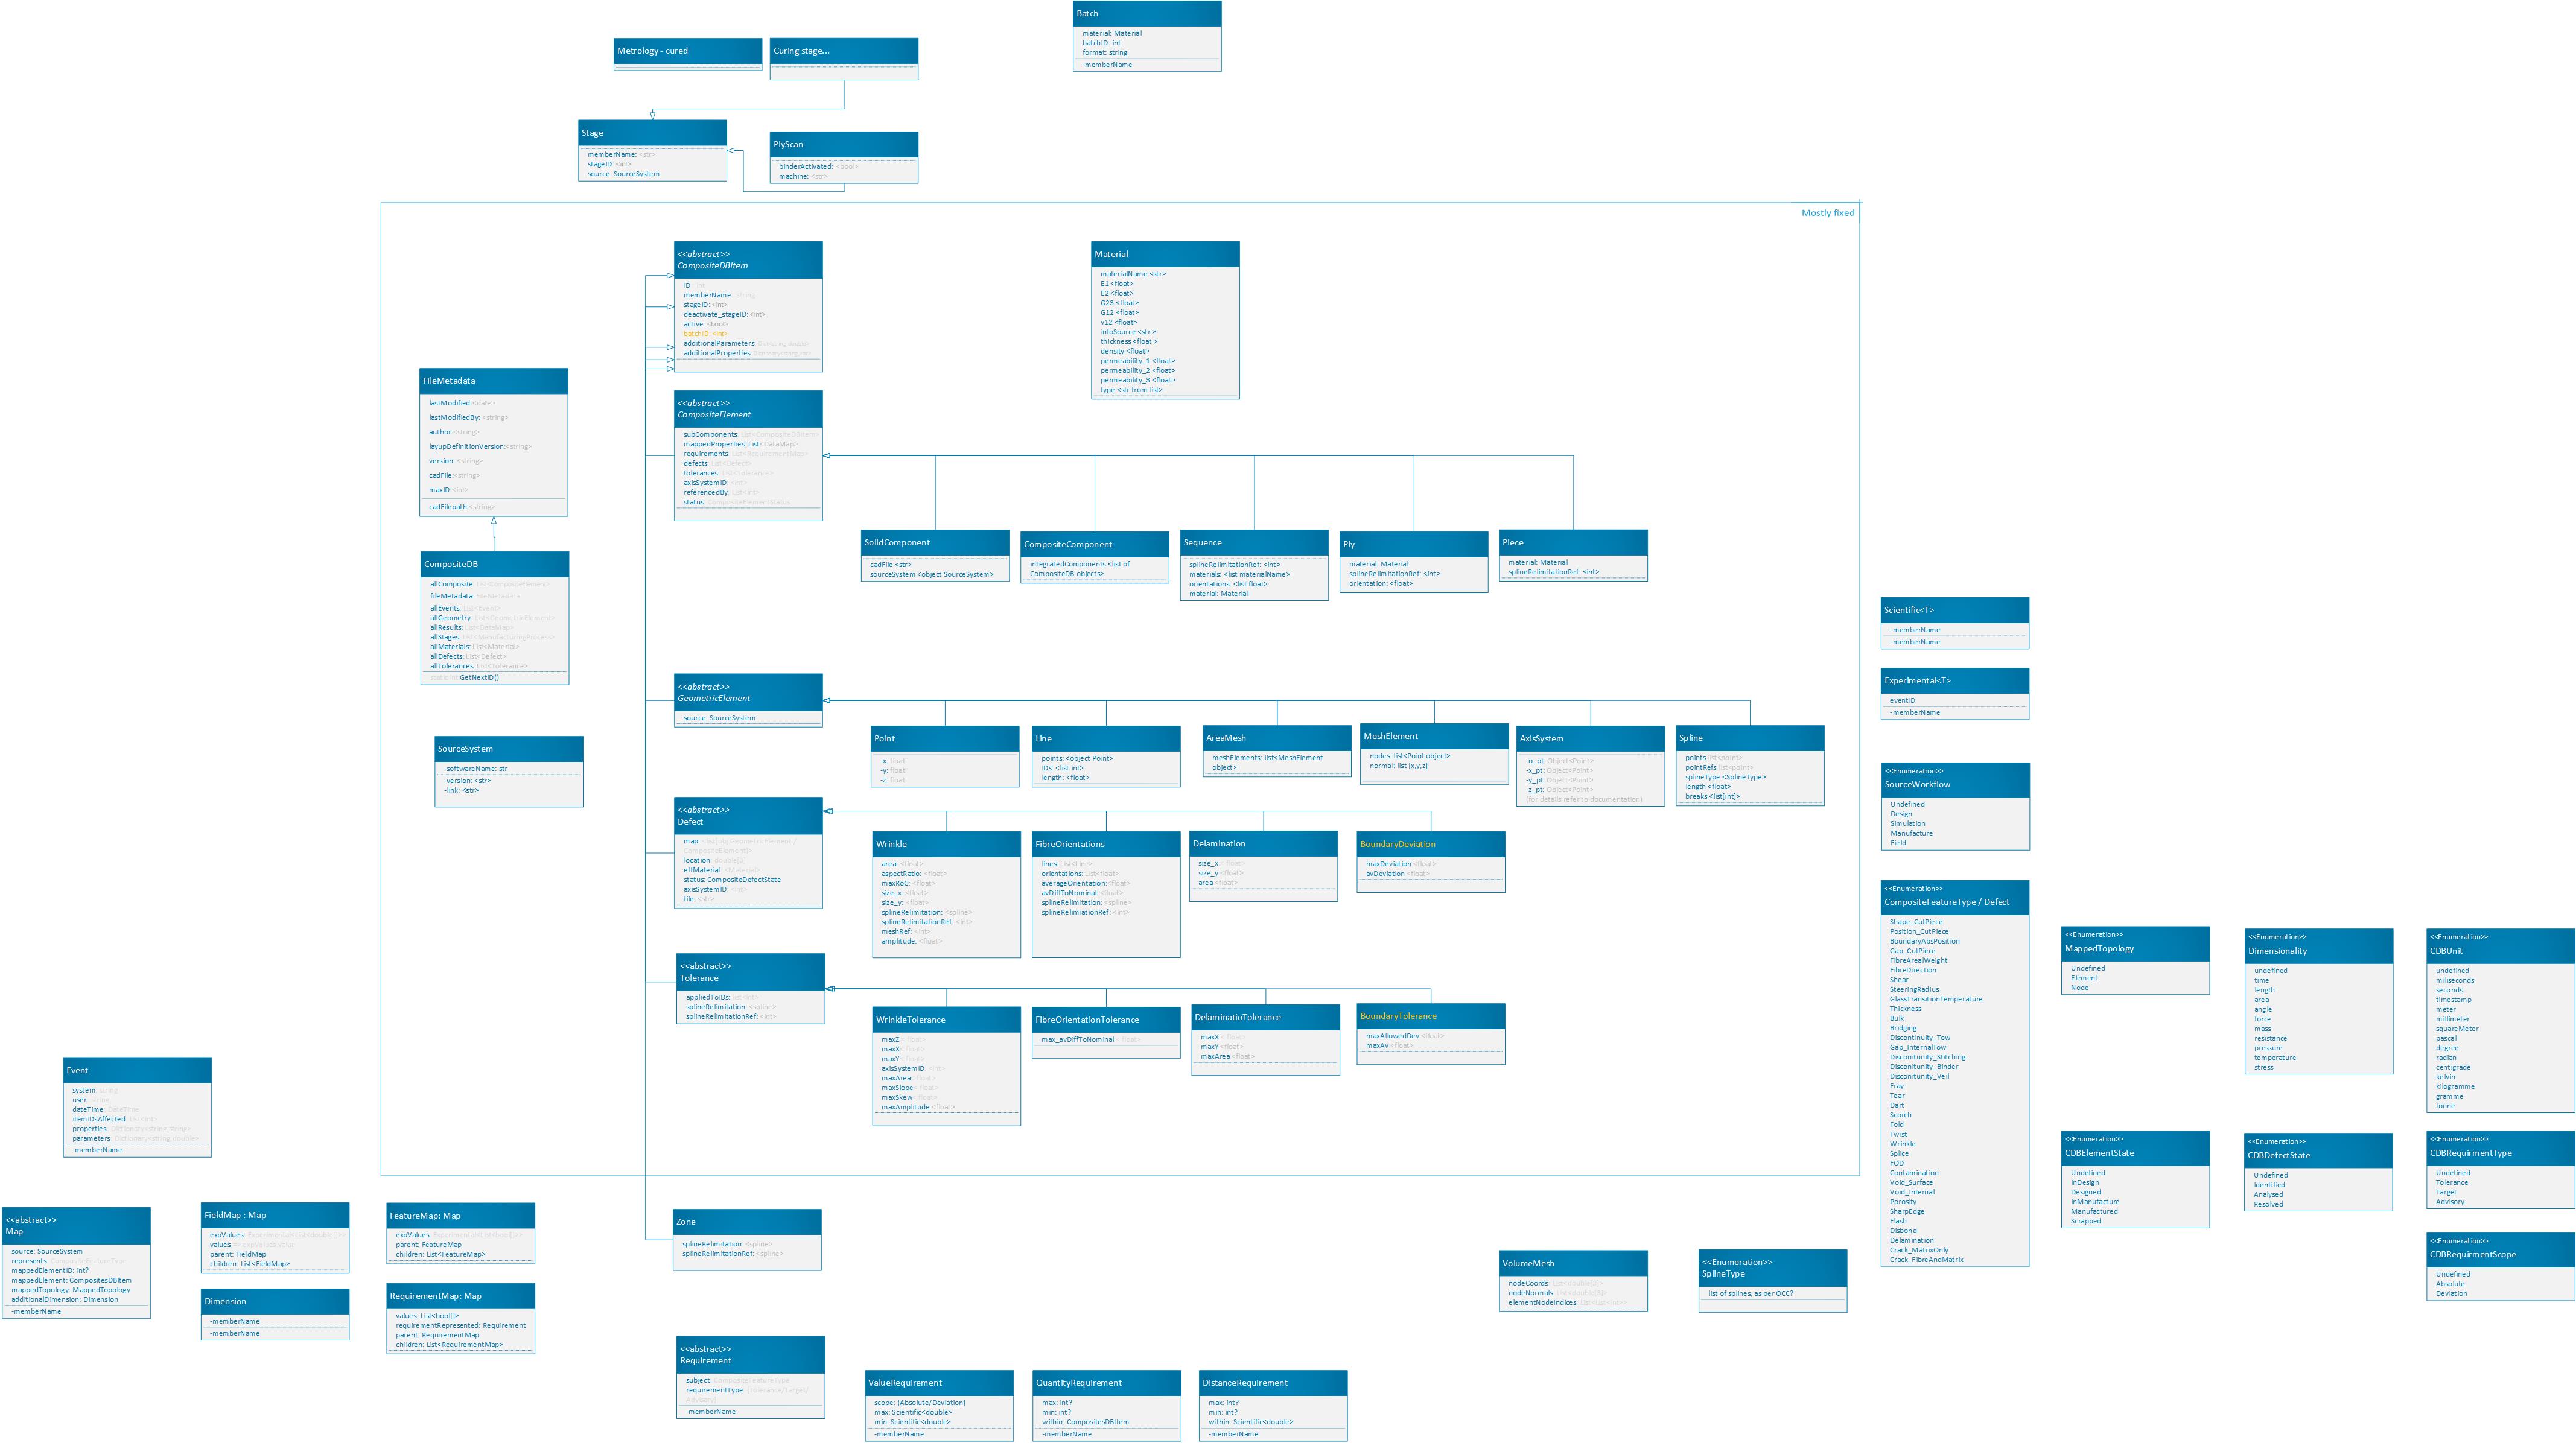 Batch
material: Material
batchID: int
format: string
-memberName
Metrology - cured
Curing stage...
Stage
memberName: <str>
stageID: <int>
source SourceSystem
PlyScan
binderActivated: <bool>
machine: <str>
Mostly fixed
<<abstract>>
CompositeDBItem
ID int
memberName string
stageID: <int>
deactivate_stageID: <int>
active: <bool>
batchID: <int>
additionalParameters
additionalProperties
Material
materialName <str>
E1 <float>
E2 <float>
G23 <float>
G12 <float>
v12 <float>
infoSource <str >
thickness <float >
density <float>
permeability_1 <float>
permeability_2 <float>
permeability_3 <float>
type <str from list>
FileMetadata
lastModified:<date>
lastModifiedBy: <string>
author:<string>
layupDefinitionVersion:<string>
version: <string>
cadFile:<string>
maxID:<int>
cadFilepath:<string>
<<abstract>>
CompositeElement
subComponents List<CompositeDBItem>
mappedProperties: List<DataMap>
requirements List<RequirementMap>
defects List<Defect>
tolerances List<Tolerance>
axisSystemID <int>
referencedBy
status CompositeElementStatus
CompositeDB
allComposite List<CompositeElement>
fileMetadata: FileMetadata
allEvents List<Event>
allGeometry List<GeometricElement>
allResults: List<DataMap>
allStages List<ManufacturingProcess>
allMaterials: List<Material>
allDefects: List<Defect>
allTolerances: List<Tolerance>
static int GetNextID()
SolidComponent
cadFile <str>
sourceSystem <object SourceSystem>
CompositeComponent
integratedComponents <list of
CompositeDB objects>
Sequence
splineRelimitationRef: <int>
materials: <list materialName>
orientations: <list float>
material: Material
Ply
material: Material
splineRelimitationRef: <int>
orientation: <float>
Piece
material: Material
splineRelimitationRef: <int>
Scientific<T>
-memberName
-memberName
Experimental<T>
eventID
-memberName
<<abstract>>
GeometricElement
source SourceSystem
SourceSystem
-softwareName: str
-version: <str>
-link: <str>
Point
-x: float
-y: float
-z: float
Line
points: <object Point>
IDs: <list int>
length: <float>
AreaMesh
meshElements: list<MeshElement
object>
MeshElement
nodes: list<Point object>
normal: list [x,y,z]
AxisSystem
-o_pt: Object<Point>
-x_pt: Object<Point>
-y_pt: Object<Point>
-z_pt: Object<Point>
(for details refer to documentation)
Spline
points list<point>
pointRefs list<point>
splineType <SplineType>
length <float>
breaks <list[int]>
<<Enumeration>>
SourceWorkflow
Undefined
Design
Simulation
Manufacture
Field
<<abstract>>
Defect
map:
location double[3]
effMaterial
status: CompositeDefectState
axisSystemID <int>
file: <str>
Wrinkle
area: <float>
aspectRatio: <float>
maxRoC: <float>
size_x: <float>
size_y: <float>
splineRelimitation: <spline>
splineRelimitationRef: <int>
meshRef: <int>
amplitude: <float>
FibreOrientations
lines: List<Line>
orientations: List<float>
averageOrientation:<float>
avDiffToNominal: <float>
splineRelimitation: <spline>
splineRelimiationRef: <int>
Delamination
size_x <float>
size_y <float>
area <float>
BoundaryDeviation
maxDeviation <float>
avDeviation <float>
<<abstract>>
Tolerance
appliedToIDs: list<int>
splineRelimitation: <spline>
splineRelimitationRef: <int>
WrinkleTolerance
maxZ <float>
maxX <float>
maxY <float>
axisSystemID <int>
maxArea <float>
maxSlope <float>
maxSkew <float>
maxAmplitude:<float>
FibreOrientationTolerance
max_avDiffToNominal <float>
DelaminatioTolerance
maxX <float>
maxY <float>
maxArea <float>
BoundaryTolerance
maxAllowedDev <float>
maxAv <float>
<<Enumeration>>
CompositeFeatureType / Defect
Shape_CutPiece
Position_CutPiece
BoundaryAbsPosition
Gap_CutPiece
FibreArealWeight
FibreDirection
Shear
SteeringRadius
GlassTransitionTemperature
Thickness
Bulk
Bridging
Discontinuity_Tow
Gap_InternalTow
Disconitunity_Stitching
Disconitunity_Binder
Disconitunity_Veil
Fray
Tear
Dart
Scorch
Fold
Twist
Wrinkle
Splice
FOD
Contamination
Void_Surface
Void_Internal
Porosity
SharpEdge
Flash
Disbond
Delamination
Crack_MatrixOnly
Crack_FibreAndMatrix
<<Enumeration>>
MappedTopology
Undefined
Element
Node
<<Enumeration>>
Dimensionality
undefined
time
length
area
angle
force
mass
resistance
pressure
temperature
stress
<<Enumeration>>
CDBUnit
undefined
miliseconds
seconds
timestamp
meter
millimeter
squareMeter
pascal
degree
radian
centigrade
kelvin
kilogramme
gramme
tonne
<<Enumeration>>
CDBElementState
Undefined
InDesign
Designed
InManufacture
Manufactured
Scrapped
<<Enumeration>>
CDBDefectState
Undefined
Identified
Analysed
Resolved
<<Enumeration>>
CDBRequirmentType
Undefined
Tolerance
Target
Advisory
<<Enumeration>>
CDBRequirmentScope
Undefined
Absolute
Deviation
Event
system string
user string
dateTime DateTime
itemIDsAffected List<int>
properties Dictionary<string,string>
parameters Dictionary<string,double>
-memberName
<<abstract>>
Map
source: SourceSystem
represents CompositeFeatureType
mappedElementID: int?
mappedElement: CompositesDBItem
mappedTopology: MappedTopology
additionalDimension: Dimension
-memberName
FieldMap : Map
expValues Experimental<List<double[]>>
values
parent: FieldMap
children: List<FieldMap>
Dimension
-memberName
-memberName
FeatureMap: Map
expValues Experimental<List<bool[]>>
parent: FeatureMap
children: List<FeatureMap>
RequirementMap: Map
values: List<bool[]>
requirementRepresented: Requirement
parent: RequirementMap
children: List<RequirementMap>
Zone
splineRelimitation: <spline>
splineRelimitationRef: <spline>
<<abstract>>
Requirement
subject CompositeFeatureType
requirementType {Tolerance/Target/
Advisory}
-memberName
ValueRequirement
scope: {Absolute/Deviation}
max: Scientific<double>
min: Scientific<double>
-memberName
QuantityRequirement
max: int?
min: int?
within: CompositesDBItem
-memberName
DistanceRequirement
max: int?
min: int?
within: Scientific<double>
-memberName
VolumeMesh
nodeCoords List<double[3]>
nodeNormals List<double[3]>
elementNodeIndices List<List<int>>
<<Enumeration>>
SplineType
list of splines, as per OCC?